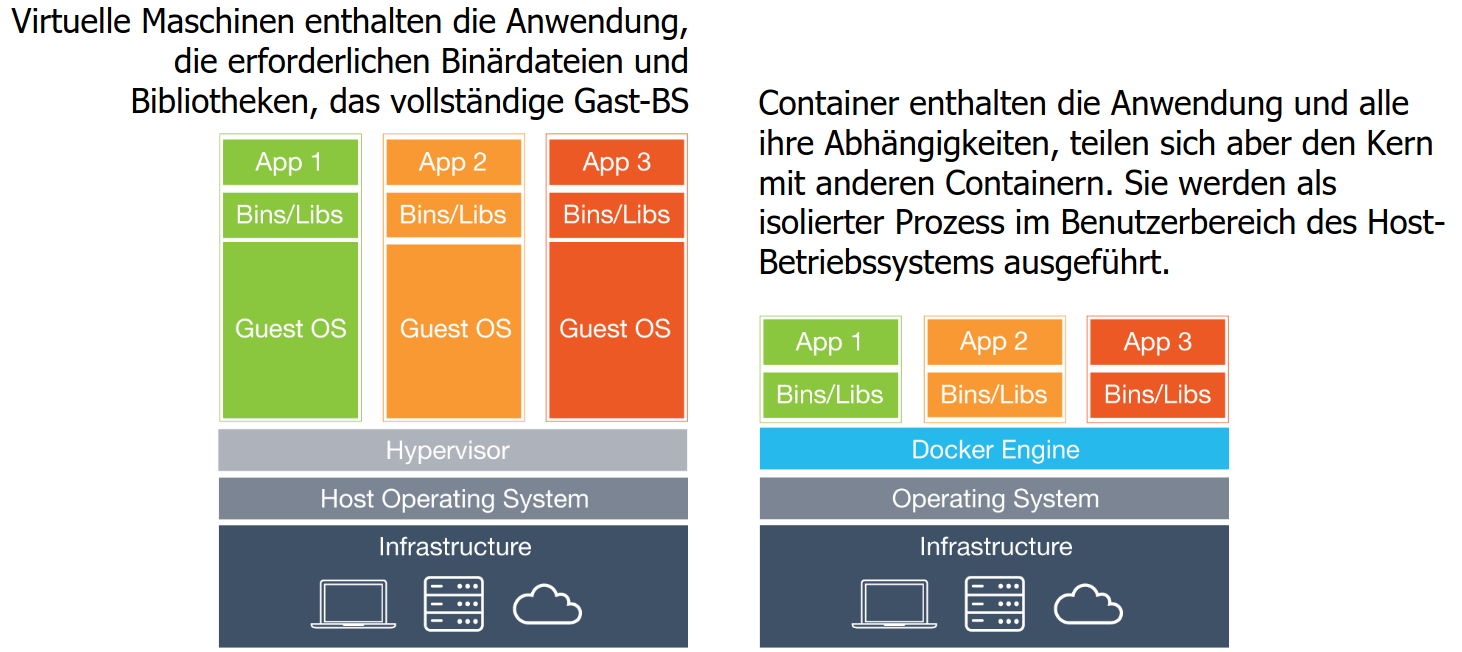 Virtuelle Maschinen enthalten die Anwendung,
die erforderlichen Binärdateien und
Bibliotheken, das vollständige Gast-BS
App 1
App 2
App 3
Bins/Libs
Bins/Libs
Bins/Libs
Guest OS
Guest OS
Guest OS
Hypervisor
Host Operating System
Infrastructure
Container enthalten die Anwendung und alle
ihre Abhängigkeiten, teilen sich aber den Kern
mit anderen Containern. Sie werden als
isolierter Prozess im Benutzerbereich des Host-
Betriebssystems ausgeführt.
App 1
App 2
App 3
Bins/Libs
Bins/Libs
Bins/Libs
Docker Engine
Operating System
Infrastructure